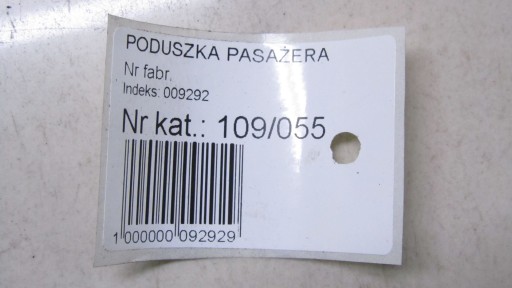 PODUSZKA PASAŻERA
Nr fabr.
Indeks: 009292
Nr kat.: 109/055
1 000000 092929